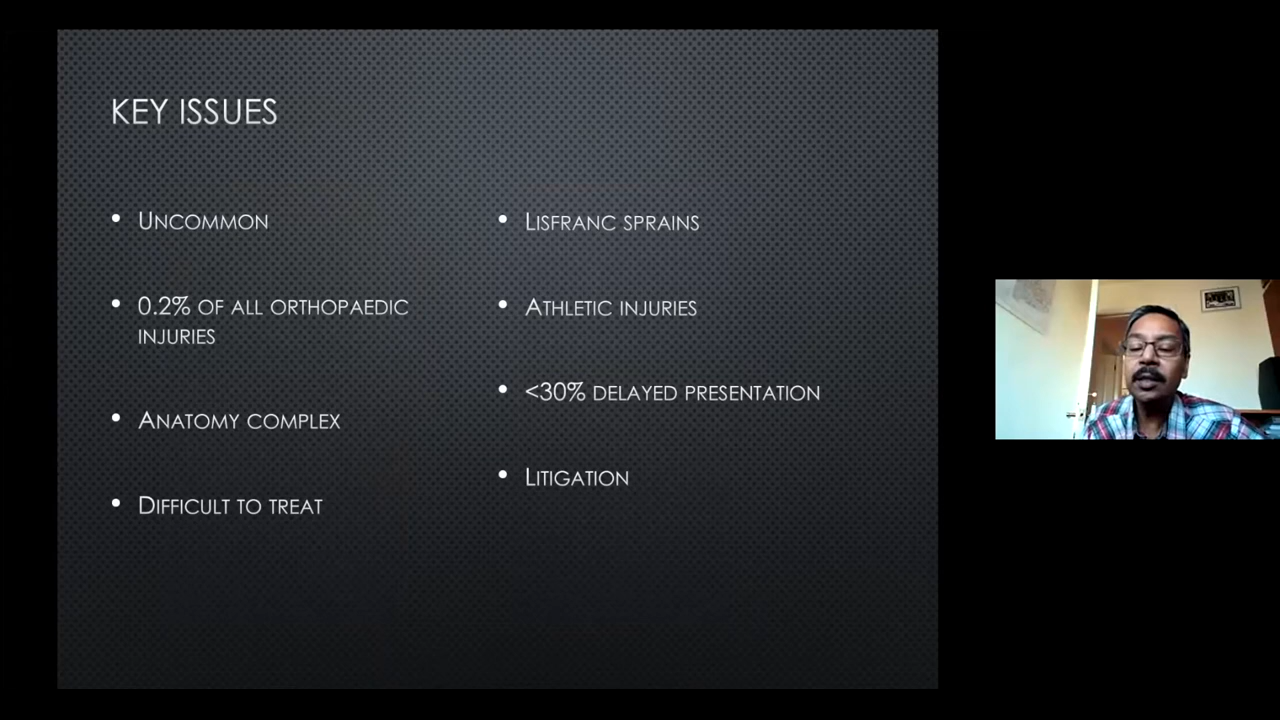 KEY ISSUES
• UNCOMMON
• 0.2% OF ALL ORTHOPAEDIC
INJURIES
• ANATOMY COMPLEX
• DIFFICULT TO TREAT
• LISFRANC SPRAINS
• ATHLETIC INJURIES
• <30% DELAYED PRESENTATION
• LITIGATION